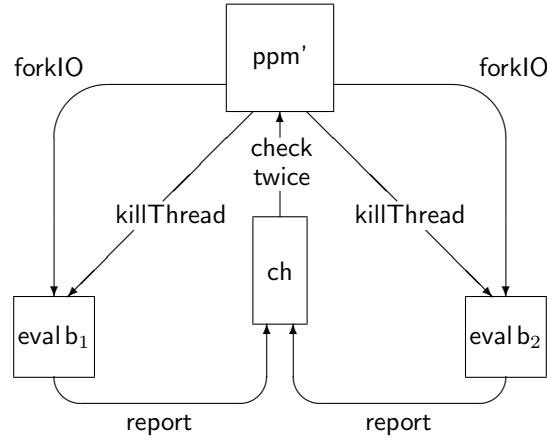 ppm'
forkIO
forkIO
check
twice
killThread
killThread
ch
eval b₁
eval b₂
report
report